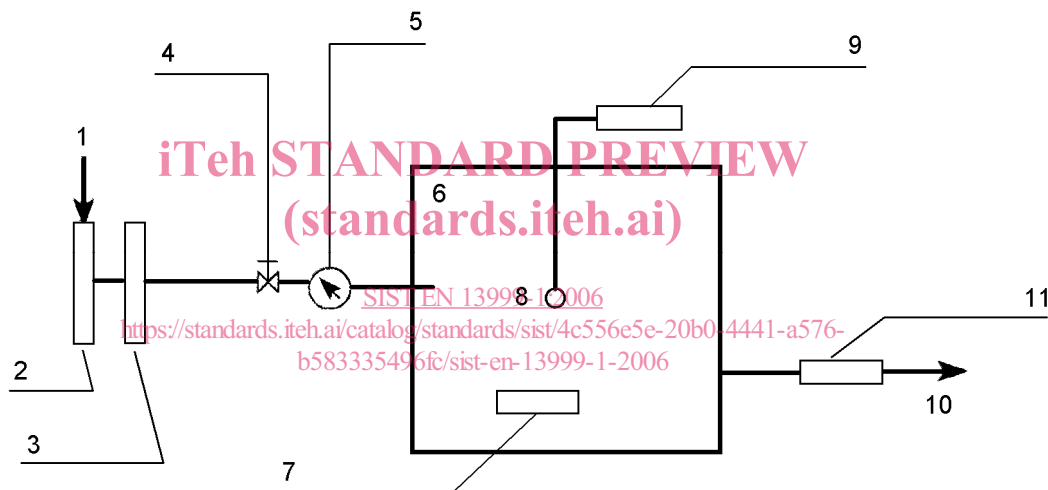 5
4
9
1
iTeh STANDARD PREVIEW
6
(standards.iteh.ai)
8
SIST EN 13999-1:2006
11
https://standards.iteh.ai/catalog/standards/sist/4c556e5e-20b0-4441-a576-
b583335496fc/sist-en-13999-1-2006
2
10
3
7